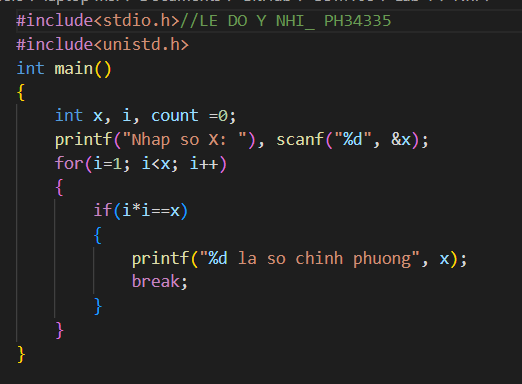 #include<stdio.h>//LE DO Y NHI_ PH34335
#include<unistd.h>
int main()
{
    int x, i, count =0;
    printf("Nhap so X: "), scanf("%d", &x);
    for(i=1; i<x; i++)
    {
        if(i*i==x)
        {
            printf("%d la so chinh phuong", x);
            break;
        }
    }
}